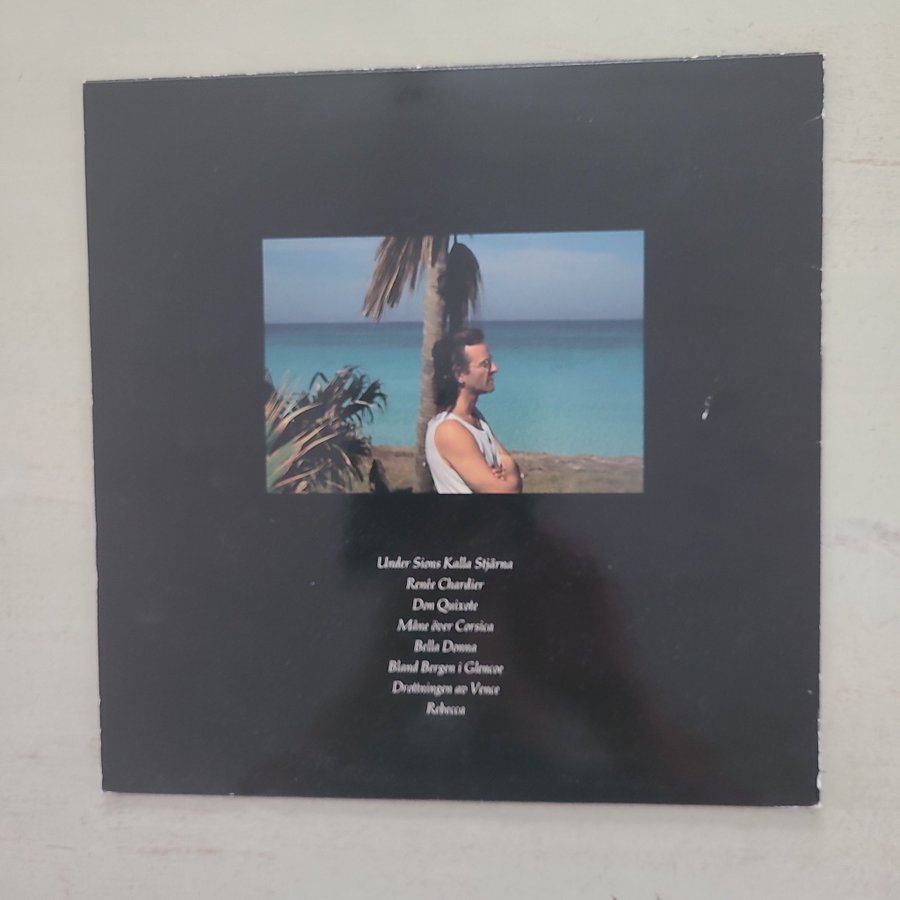 Under Sions Kalla Stjärna
Renée Chardier
Don Quixote
Måne över Corsica
Bella Donna
Bland Bergen i Glencoe
Drottningen av Vence
Rebecca